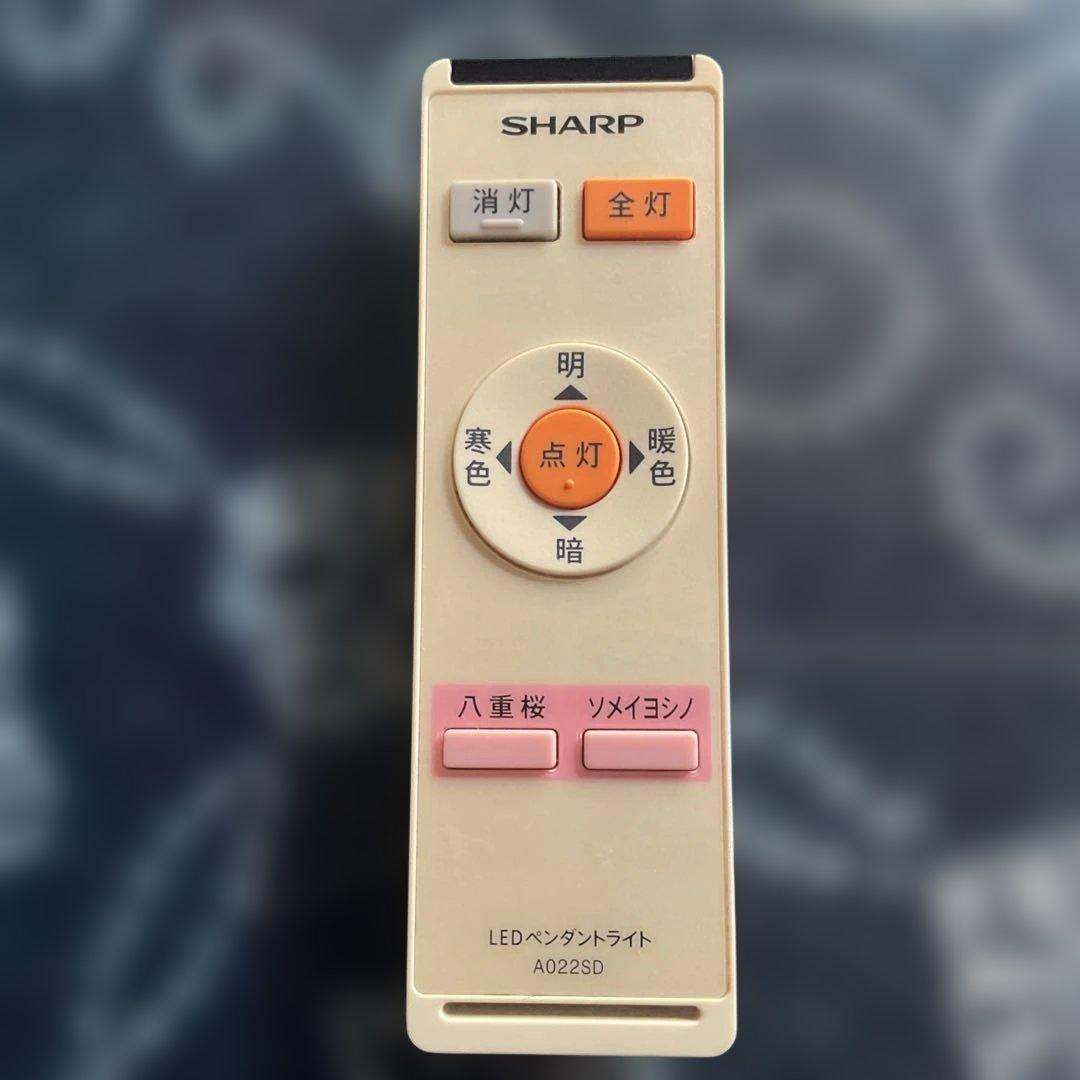 SHARP
消灯 全灯
明
寒色 点灯 暖色
暗
八重桜 ソメイヨシノ
LEDペンダントライト
A022SD